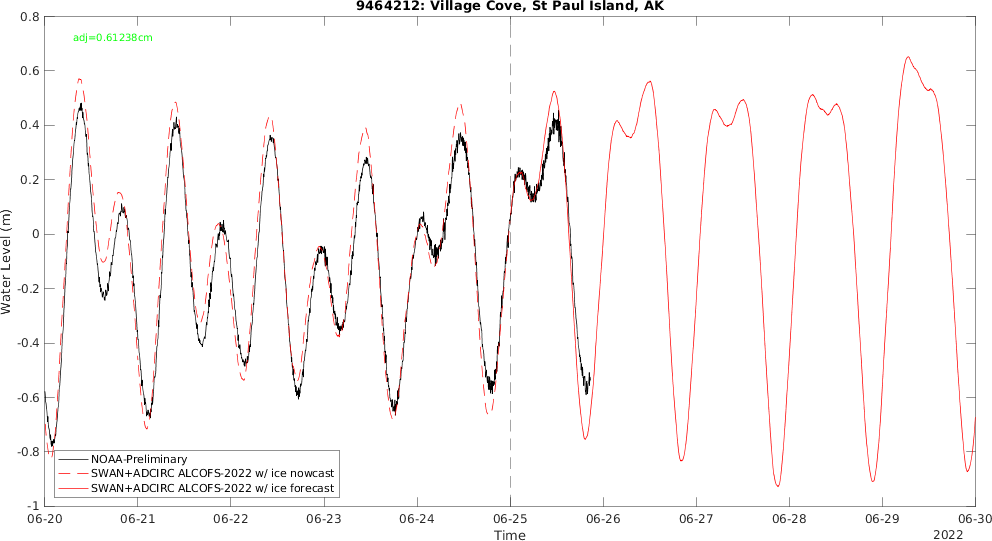 9464212: Village Cove, St Paul Island, AK
adj=0.61238cm
0.8
0.6
0.4
0.2
0
-0.2
-0.4
-0.6
-0.8
-1
Water Level (m)
NOAA-Preliminary
SWAN+ADCIRC ALCOFS-2022 w/ ice nowcast
SWAN+ADCIRC ALCOFS-2022 w/ ice forecast
06-20 06-21 06-22 06-23 06-24 06-25 06-26 06-27 06-28 06-29 06-30
Time
2022